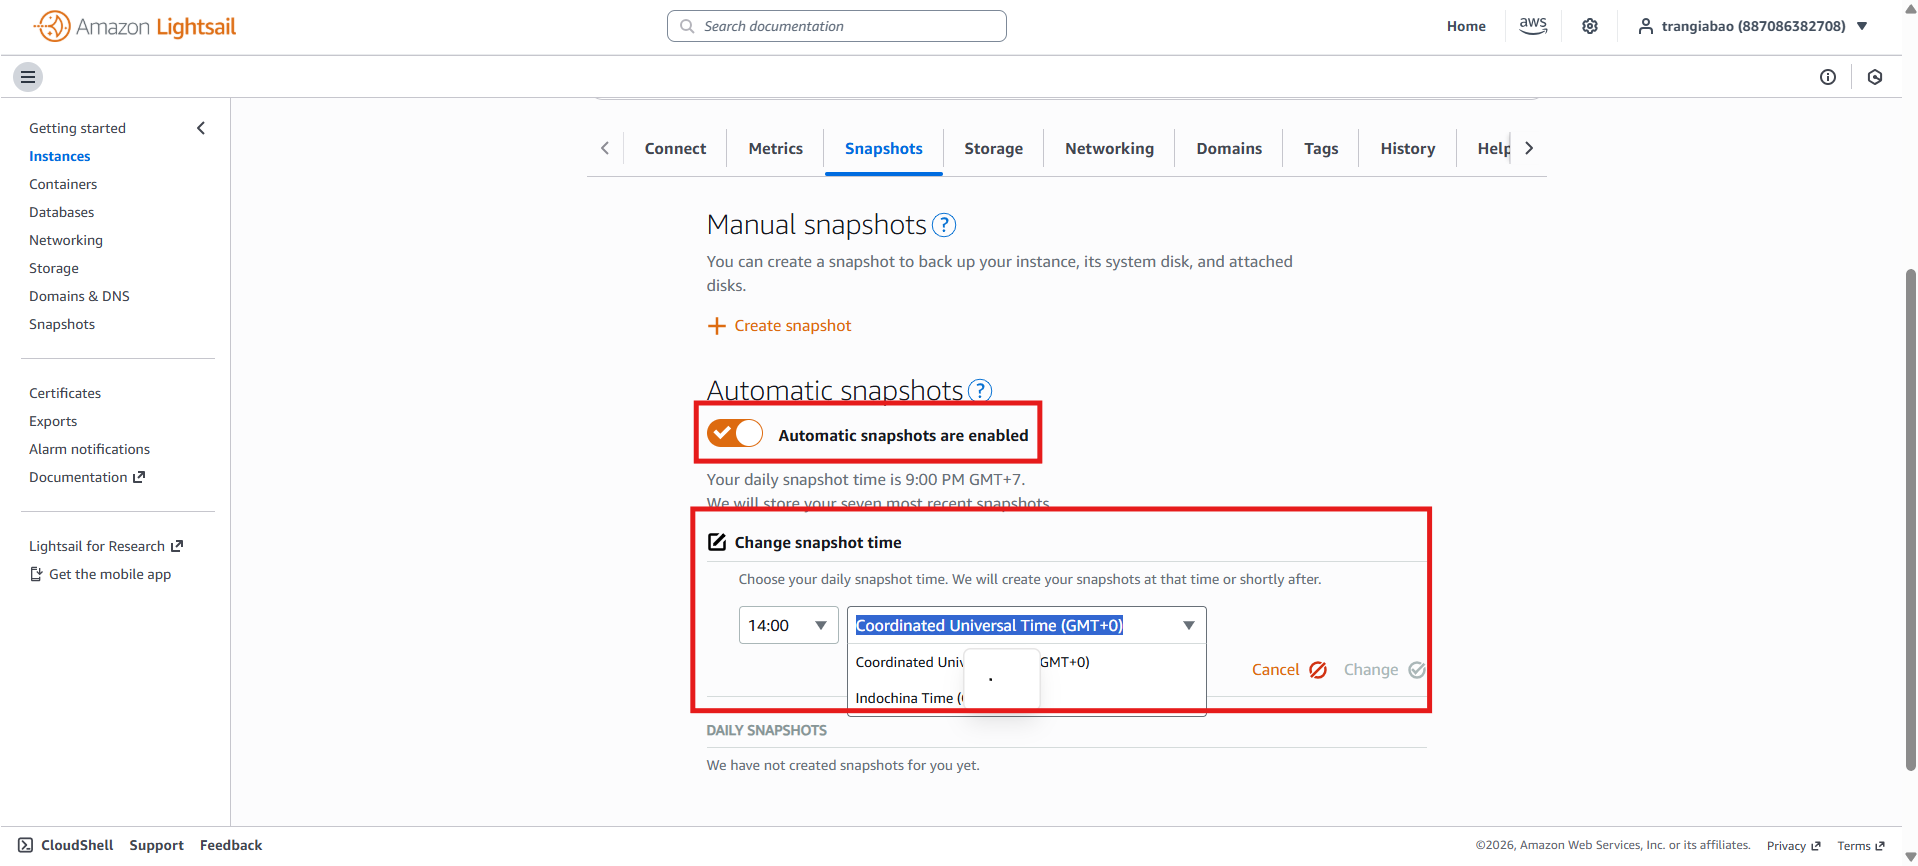 Amazon Lightsail
Search documentation
Home
aws
trangiabao (887086382708)
Getting started
Instances
Containers
Databases
Networking
Storage
Domains & DNS
Snapshots
Certificates
Exports
Alarm notifications
Documentation
Lightsail for Research
Get the mobile app
Connect
Metrics
Snapshots
Storage
Networking
Domains
Tags
History
Help
Manual snapshots ?
You can create a snapshot to back up your instance, its system disk, and attached
disks.
+ Create snapshot
Automatic snapshots ?
Automatic snapshots are enabled
Your daily snapshot time is 9:00 PM GMT+7.
We will store your seven most recent snapshots.
Change snapshot time
Choose your daily snapshot time. We will create your snapshots at that time or shortly after.
14:00
Coordinated Universal Time (GMT+0)
Coordinated Univ GMT+0)
Indochina Time (
Cancel
Change
DAILY SNAPSHOTS
We have not created snapshots for you yet.
CloudShell
Support
Feedback
©2026, Amazon Web Services, Inc. or its affiliates.
Privacy
Terms